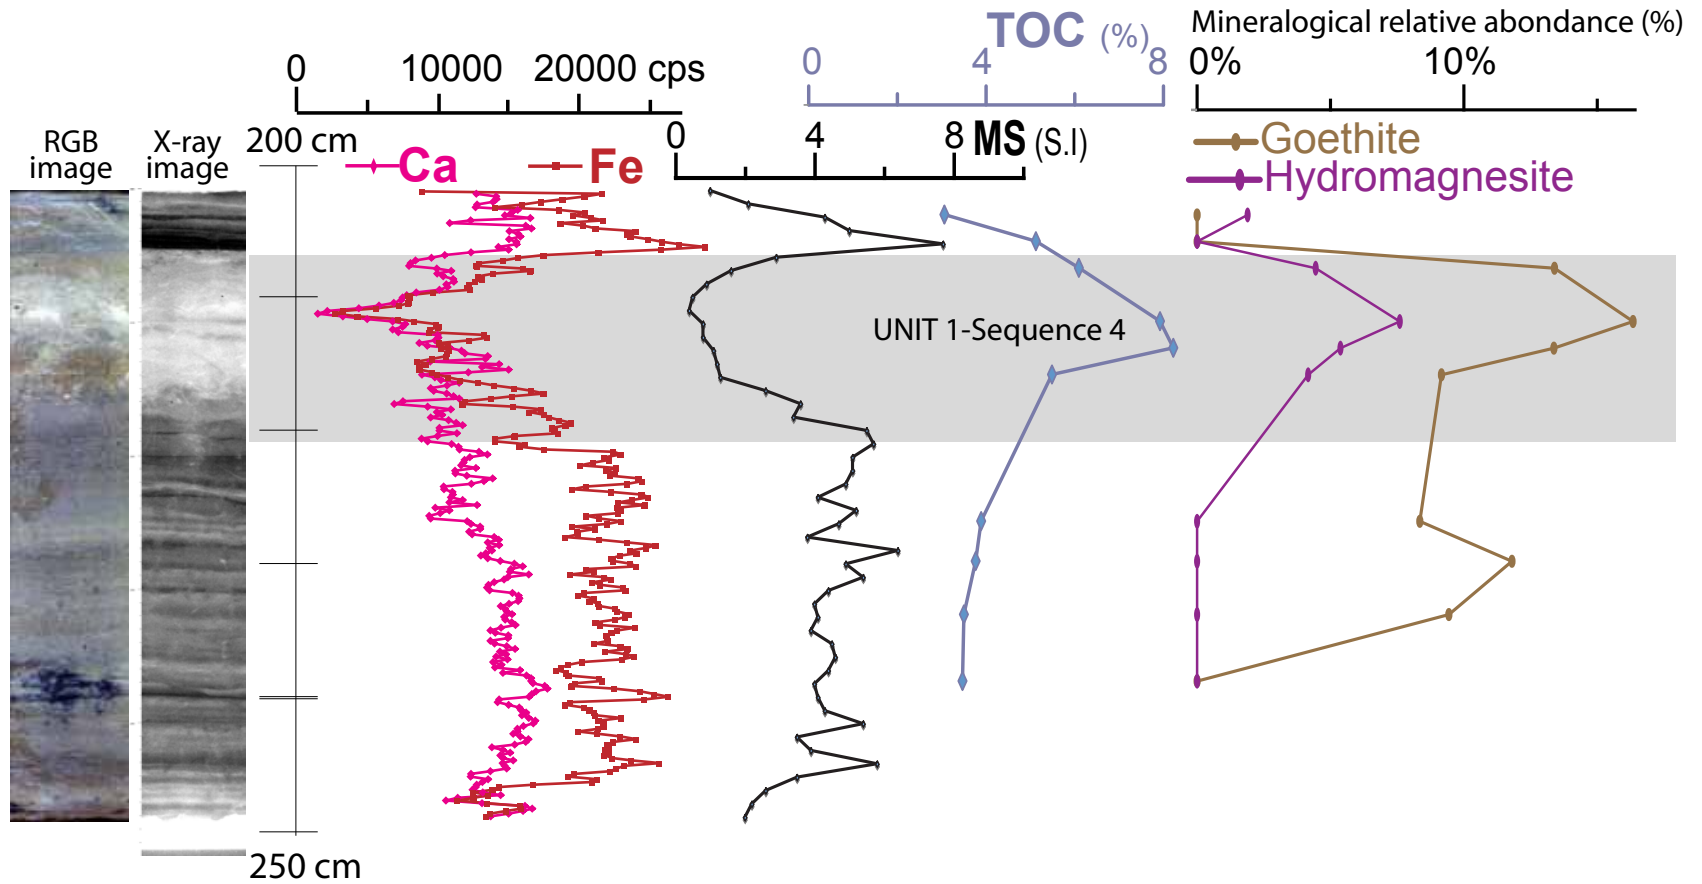 TOC (%)
Mineralogical relative abondance (%)
0 10000 20000 cps
0 4 8
0% 10%
RGB image
X-ray image
200 cm
0 4 8 MS (S.I)
Ca Fe
Goethite
Hydromagnesite
UNIT 1-Sequence 4
250 cm